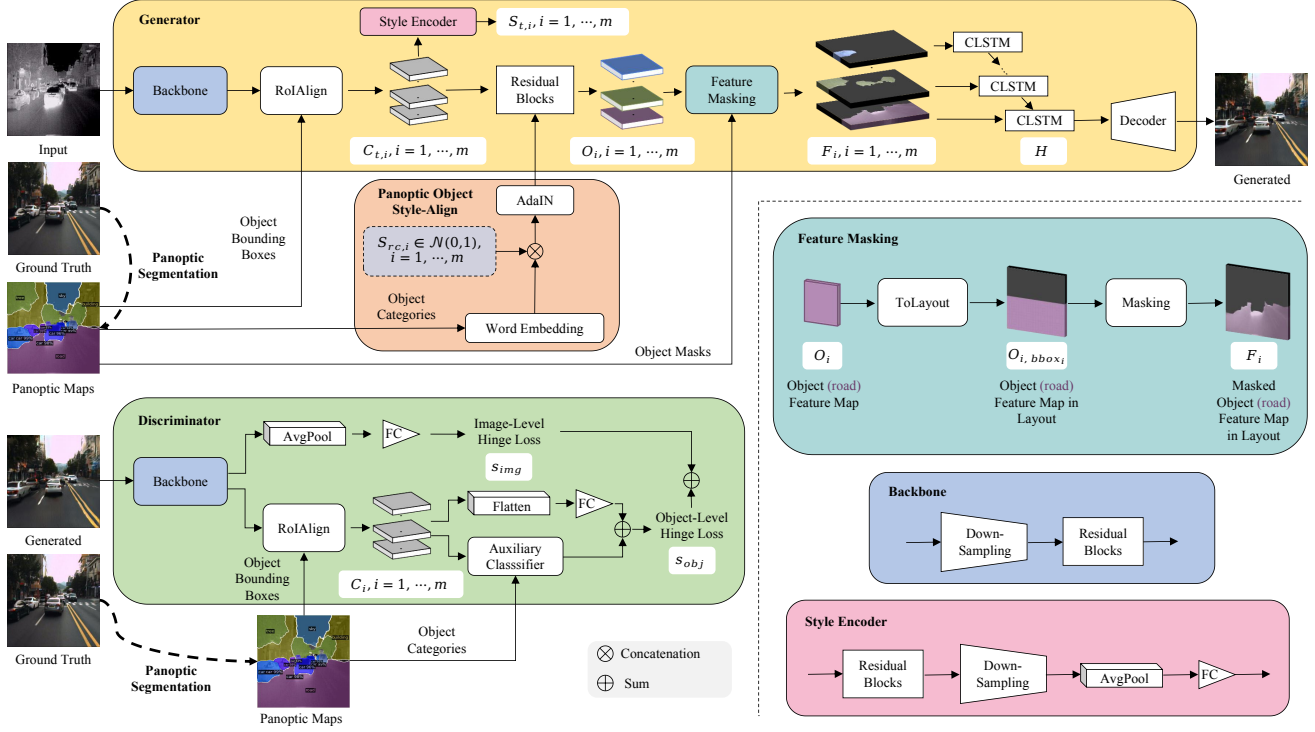 Generator
Style Encoder
S_{t,i}, i = 1, ⋯, m
Backbone
RoIAlign
Residual
Blocks
Feature
Masking
CLSTM
CLSTM
CLSTM
Decoder
Input
C_{t,i}, i = 1, ⋯, m
O_i, i = 1, ⋯, m
F_i, i = 1, ⋯, m
H
Generated
Ground Truth
Panoptic
Segmentation
Panoptic Maps
Object
Bounding
Boxes
Panoptic Object
Style-Align
AdaIN
S_{rc,i} ∈ 𝒩(0,1),
i = 1, ⋯, m
Object
Categories
Word Embedding
Object Masks
Feature Masking
ToLayout
Masking
O_i
O_{i, bbox_i}
F_i
Object (road)
Feature Map
Object (road)
Feature Map in
Layout
Masked
Object (road)
Feature Map
in Layout
Discriminator
Backbone
AvgPool
FC
Image-Level
Hinge Loss
s_{img}
RoIAlign
Flatten
FC
Auxiliary
Classsifier
Object-Level
Hinge Loss
s_{obj}
C_i, i = 1, ⋯, m
Object
Bounding
Boxes
Generated
Ground Truth
Panoptic
Segmentation
Panoptic Maps
Object
Categories
Concatenation
Sum
Backbone
Down-
Sampling
Residual
Blocks
Style Encoder
Residual
Blocks
Down-
Sampling
AvgPool
FC